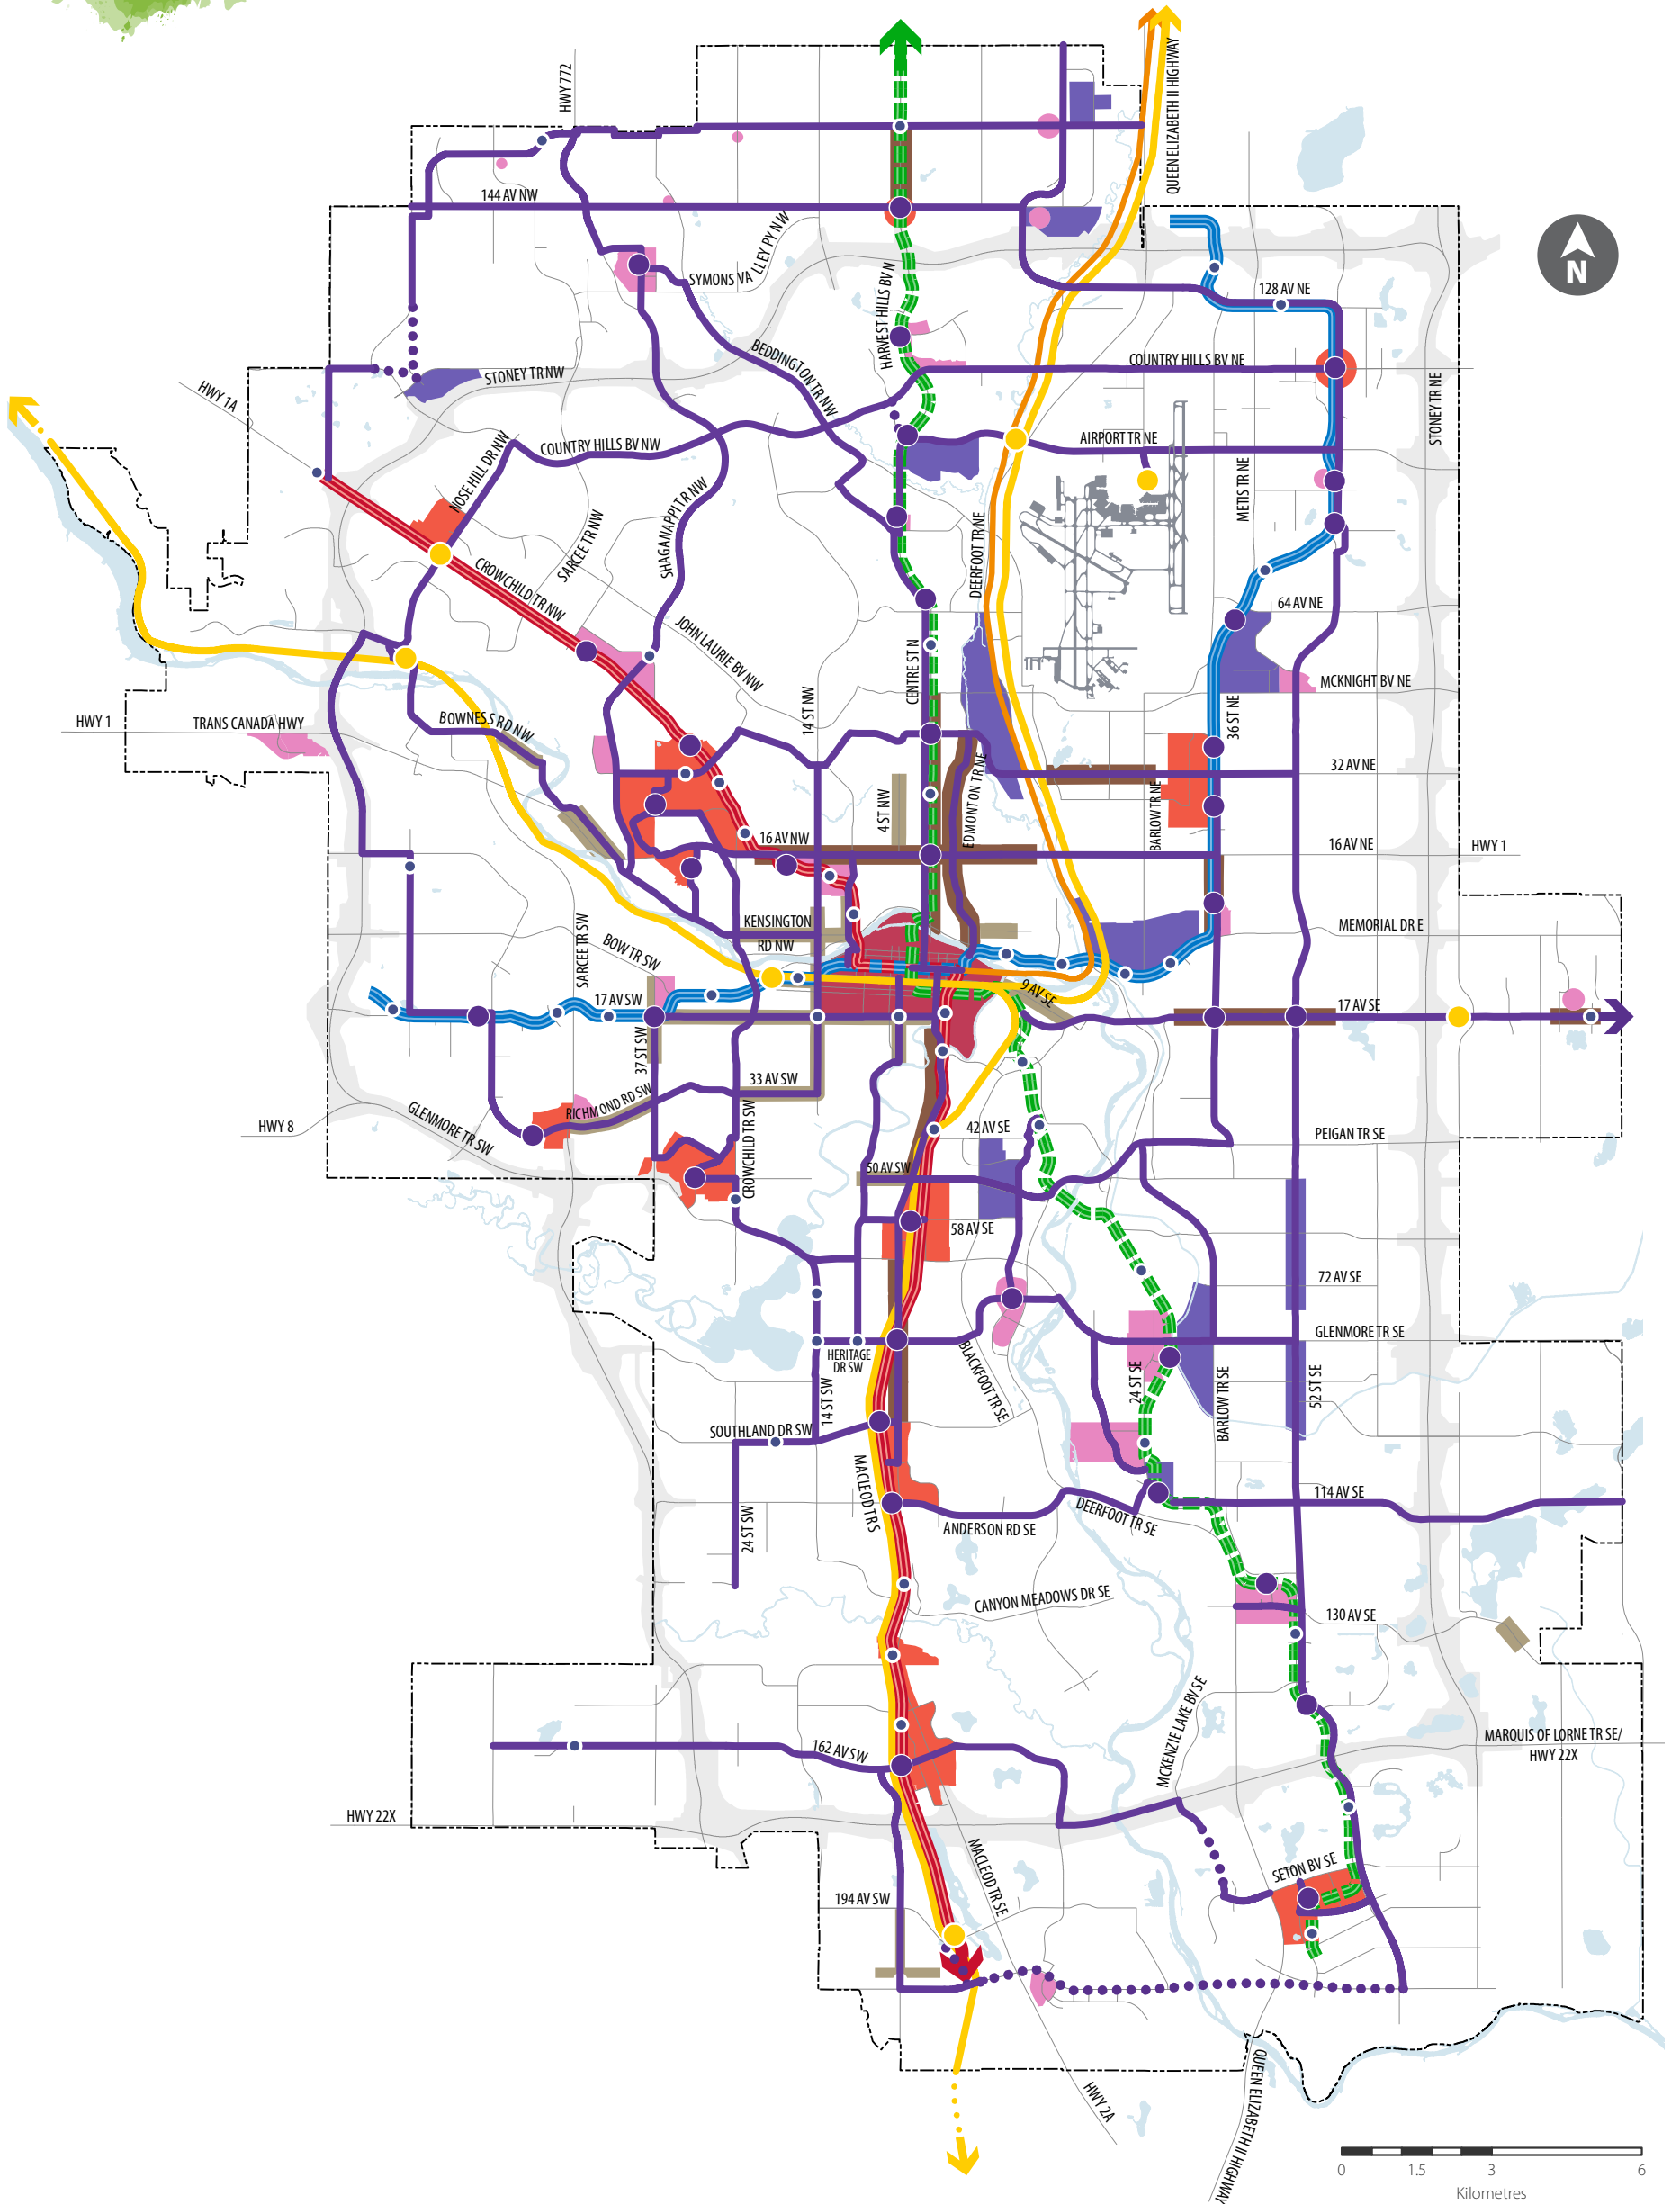 HWY 772
QUEEN ELIZABETH II HIGHWAY
144 AV NW
SYMONS VALLEY PY NW
N
HARVEST HILLS BV N
128 AV NE
BEDDINGTON TR NW
COUNTRY HILLS BV NE
STONEY TR NW
STONEY TR NE
HWY 1A
NOSE HILL DR NW
COUNTRY HILLS BV NW
AIRPORT TR NE
METIS TR NE
SHAGANAPPI TR NW
SARCEE TR NW
DEERFOOT TR NE
CROWCHILD TR NW
64 AV NE
JOHN LAURIE BV NW
CENTRE ST N
MCKNIGHT BV NE
14 ST NW
36 ST NE
HWY 1
TRANS CANADA HWY
BOWNESS RD NW
32 AV NE
4 ST NW
EDMONTON TR NE
BARLOW TR NE
16 AV NW
16 AV NE
HWY 1
KENSINGTON
RD NW
MEMORIAL DR E
SARCEE TR SW
BOW TR SW
17 AV SW
9 AV SE
17 AV SE
37 ST SW
33 AV SW
RICHMOND RD SW
HWY 8
GLENMORE TR SW
CROWCHILD TR SW
42 AV SE
PEIGAN TR SE
50 AV SW
58 AV SE
72 AV SE
GLENMORE TR SE
HERITAGE
DR SW
BLACKFOOT TR SE
24 ST SE
BARLOW TR SE
52 ST SE
14 ST SW
SOUTHLAND DR SW
MACLEOD TR S
24 ST SW
114 AV SE
ANDERSON RD SE
DEERFOOT TR SE
CANYON MEADOWS DR SE
130 AV SE
MCKENZIE LAKE BV SE
162 AV SW
MARQUIS OF LORNE TR SE/
HWY 22X
HWY 22X
MACLEOD TR SE
SETON BV SE
194 AV SW
HWY 2A
QUEEN ELIZABETH II HIGHWAY
0 1.5 3 6
Kilometres